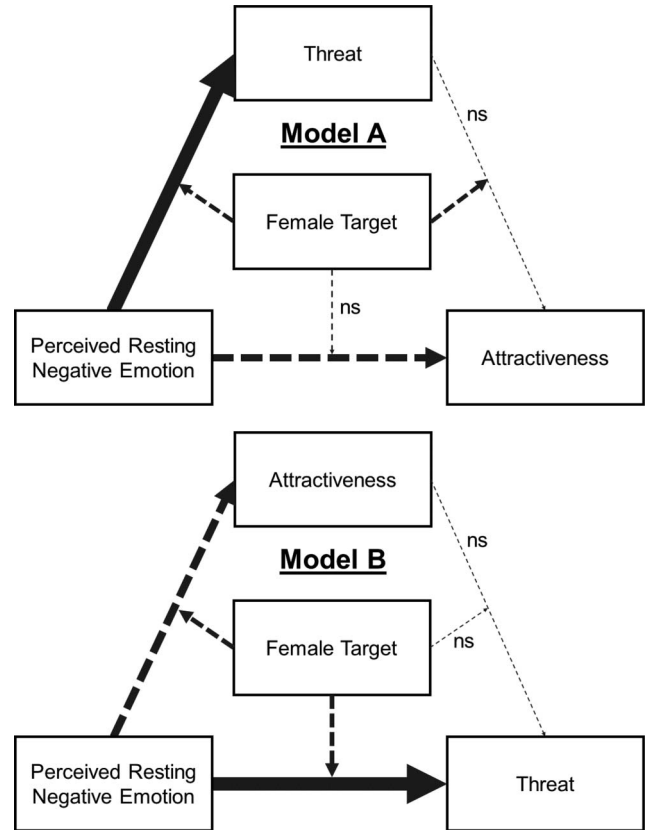 Threat
ns
Model A
Female Target
ns
Perceived Resting
Negative Emotion
Attractiveness
Attractiveness
ns
Model B
Female Target
ns
Perceived Resting
Negative Emotion
Threat